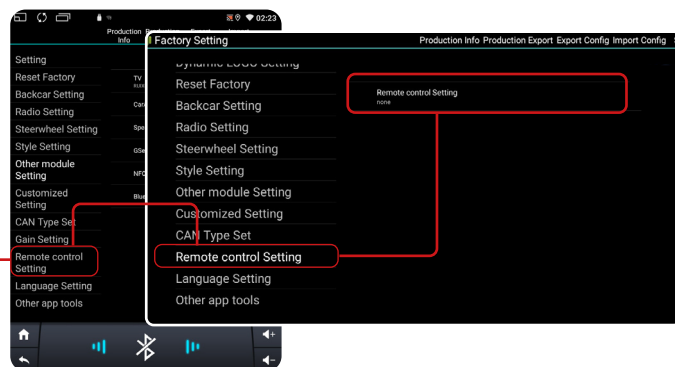 02:23
Production
Info
Setting
Reset Factory
Backcar Setting
Radio Setting
Steerwheel Setting
Style Setting
Other module
Setting
Customized
Setting
CAN Type Set
Gain Setting
Remote control
Setting
Language Setting
Other app tools
TV
Can
Spe
GSe
NFC
Blue
Factory Setting
Production Info Production Export Export Config Import Config
Dynamic LOGO Setting
Reset Factory
Backcar Setting
Radio Setting
Steerwheel Setting
Style Setting
Other module Setting
Customized Setting
CAN Type Set
Remote control Setting
Language Setting
Other app tools
Remote control Setting
none